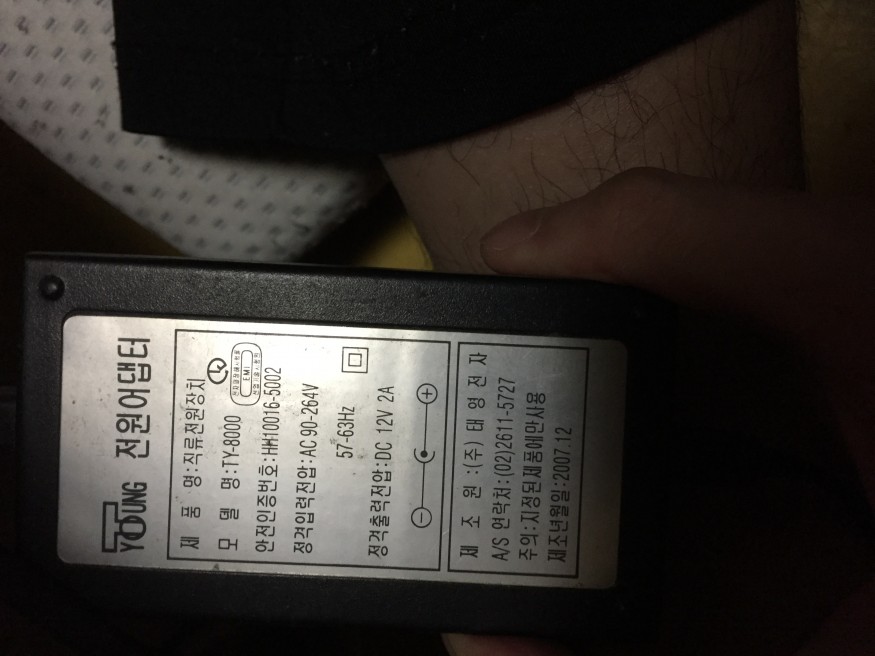 TYOUNG 전원어댑터
제 품 명:직류전원장치
모 델 명:TY-8000
EMI
안전인증번호:HH10016-5002
정격입력전압:AC 90-264V
57-63Hz
정격출력전압:DC 12V 2A
제 조 원:(주) 태 영 전 자
A/S 연락처:(02)2611-5727
주의:지정된 제품에만사용
제조년월일:2007.12